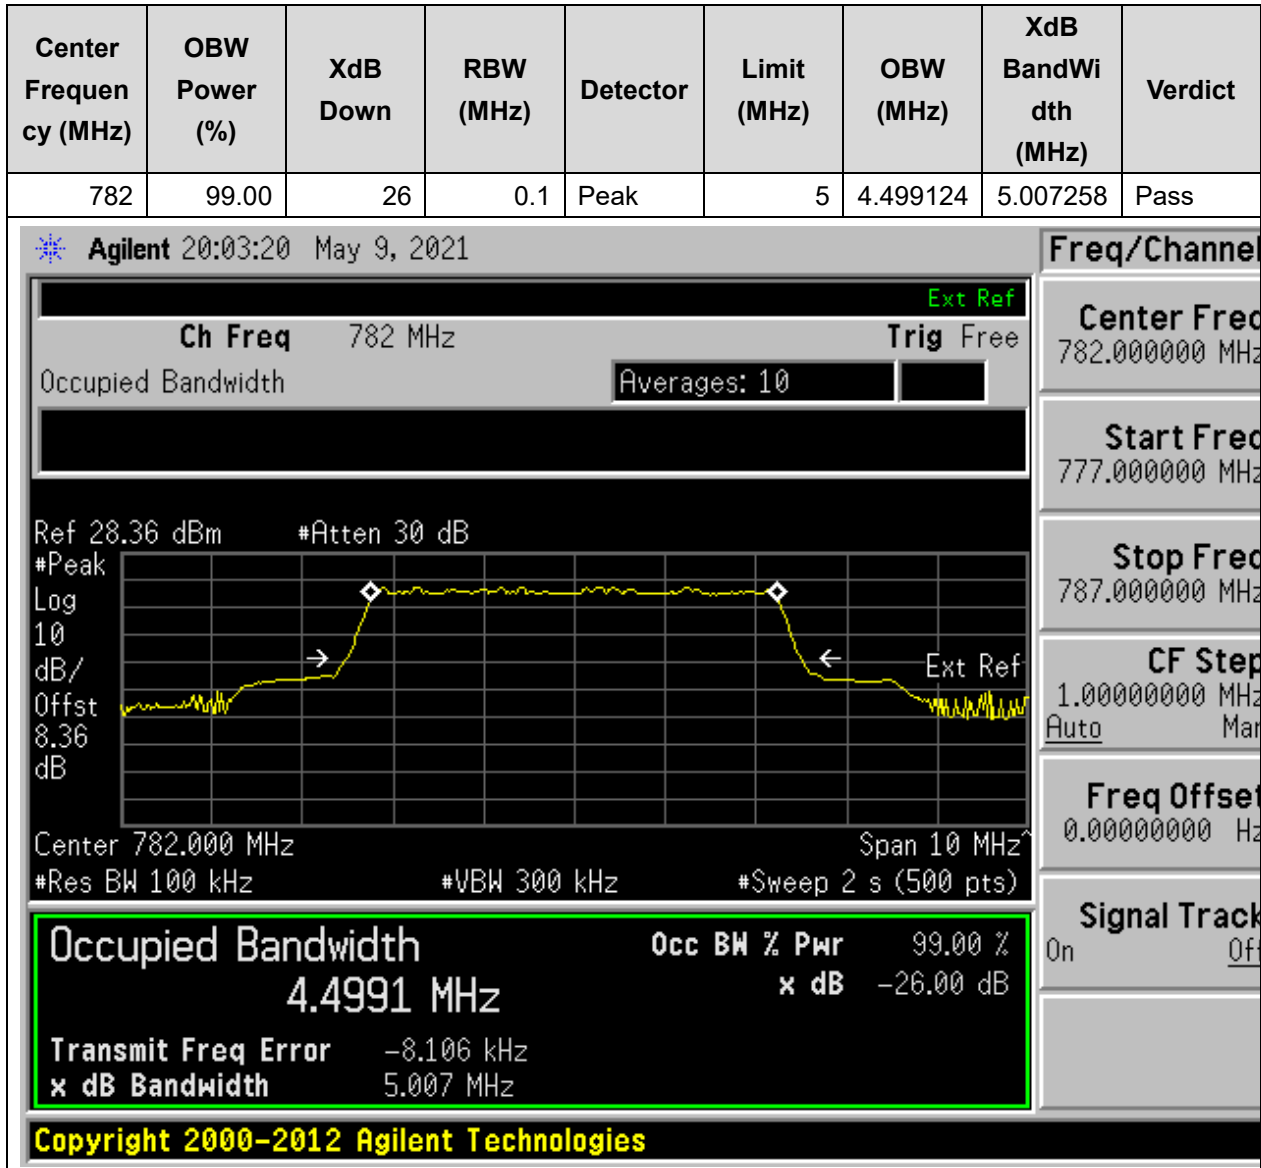 Center Frequen cy (MHz) OBW Power (%) XdB Down RBW (MHz) Detector Limit (MHz) OBW (MHz) XdB BandWi dth (MHz) Verdict
782 99.00 26 0.1 Peak 5 4.499124 5.007258 Pass
Agilent 20:03:20 May 9, 2021
Freq/Channel
Ext Ref
Ch Freq 782 MHz Trig Free
Occupied Bandwidth Averages: 10
Center Freq
782.000000 MHz
Start Freq
777.000000 MHz
Stop Freq
787.000000 MHz
CF Step
1.00000000 MHz
Auto Man
Freq Offset
0.00000000 Hz
Signal Track
On Off
Ref 28.36 dBm #Atten 30 dB
#Peak
Log
10
dB/
Offst
8.36
dB
Ext Ref
Center 782.000 MHz Span 10 MHz^
#Res BW 100 kHz #VBW 300 kHz #Sweep 2 s (500 pts)
Occupied Bandwidth Occ BW % Pwr 99.00 %
4.4991 MHz x dB -26.00 dB
Transmit Freq Error -8.106 kHz
x dB Bandwidth 5.007 MHz
Copyright 2000-2012 Agilent Technologies